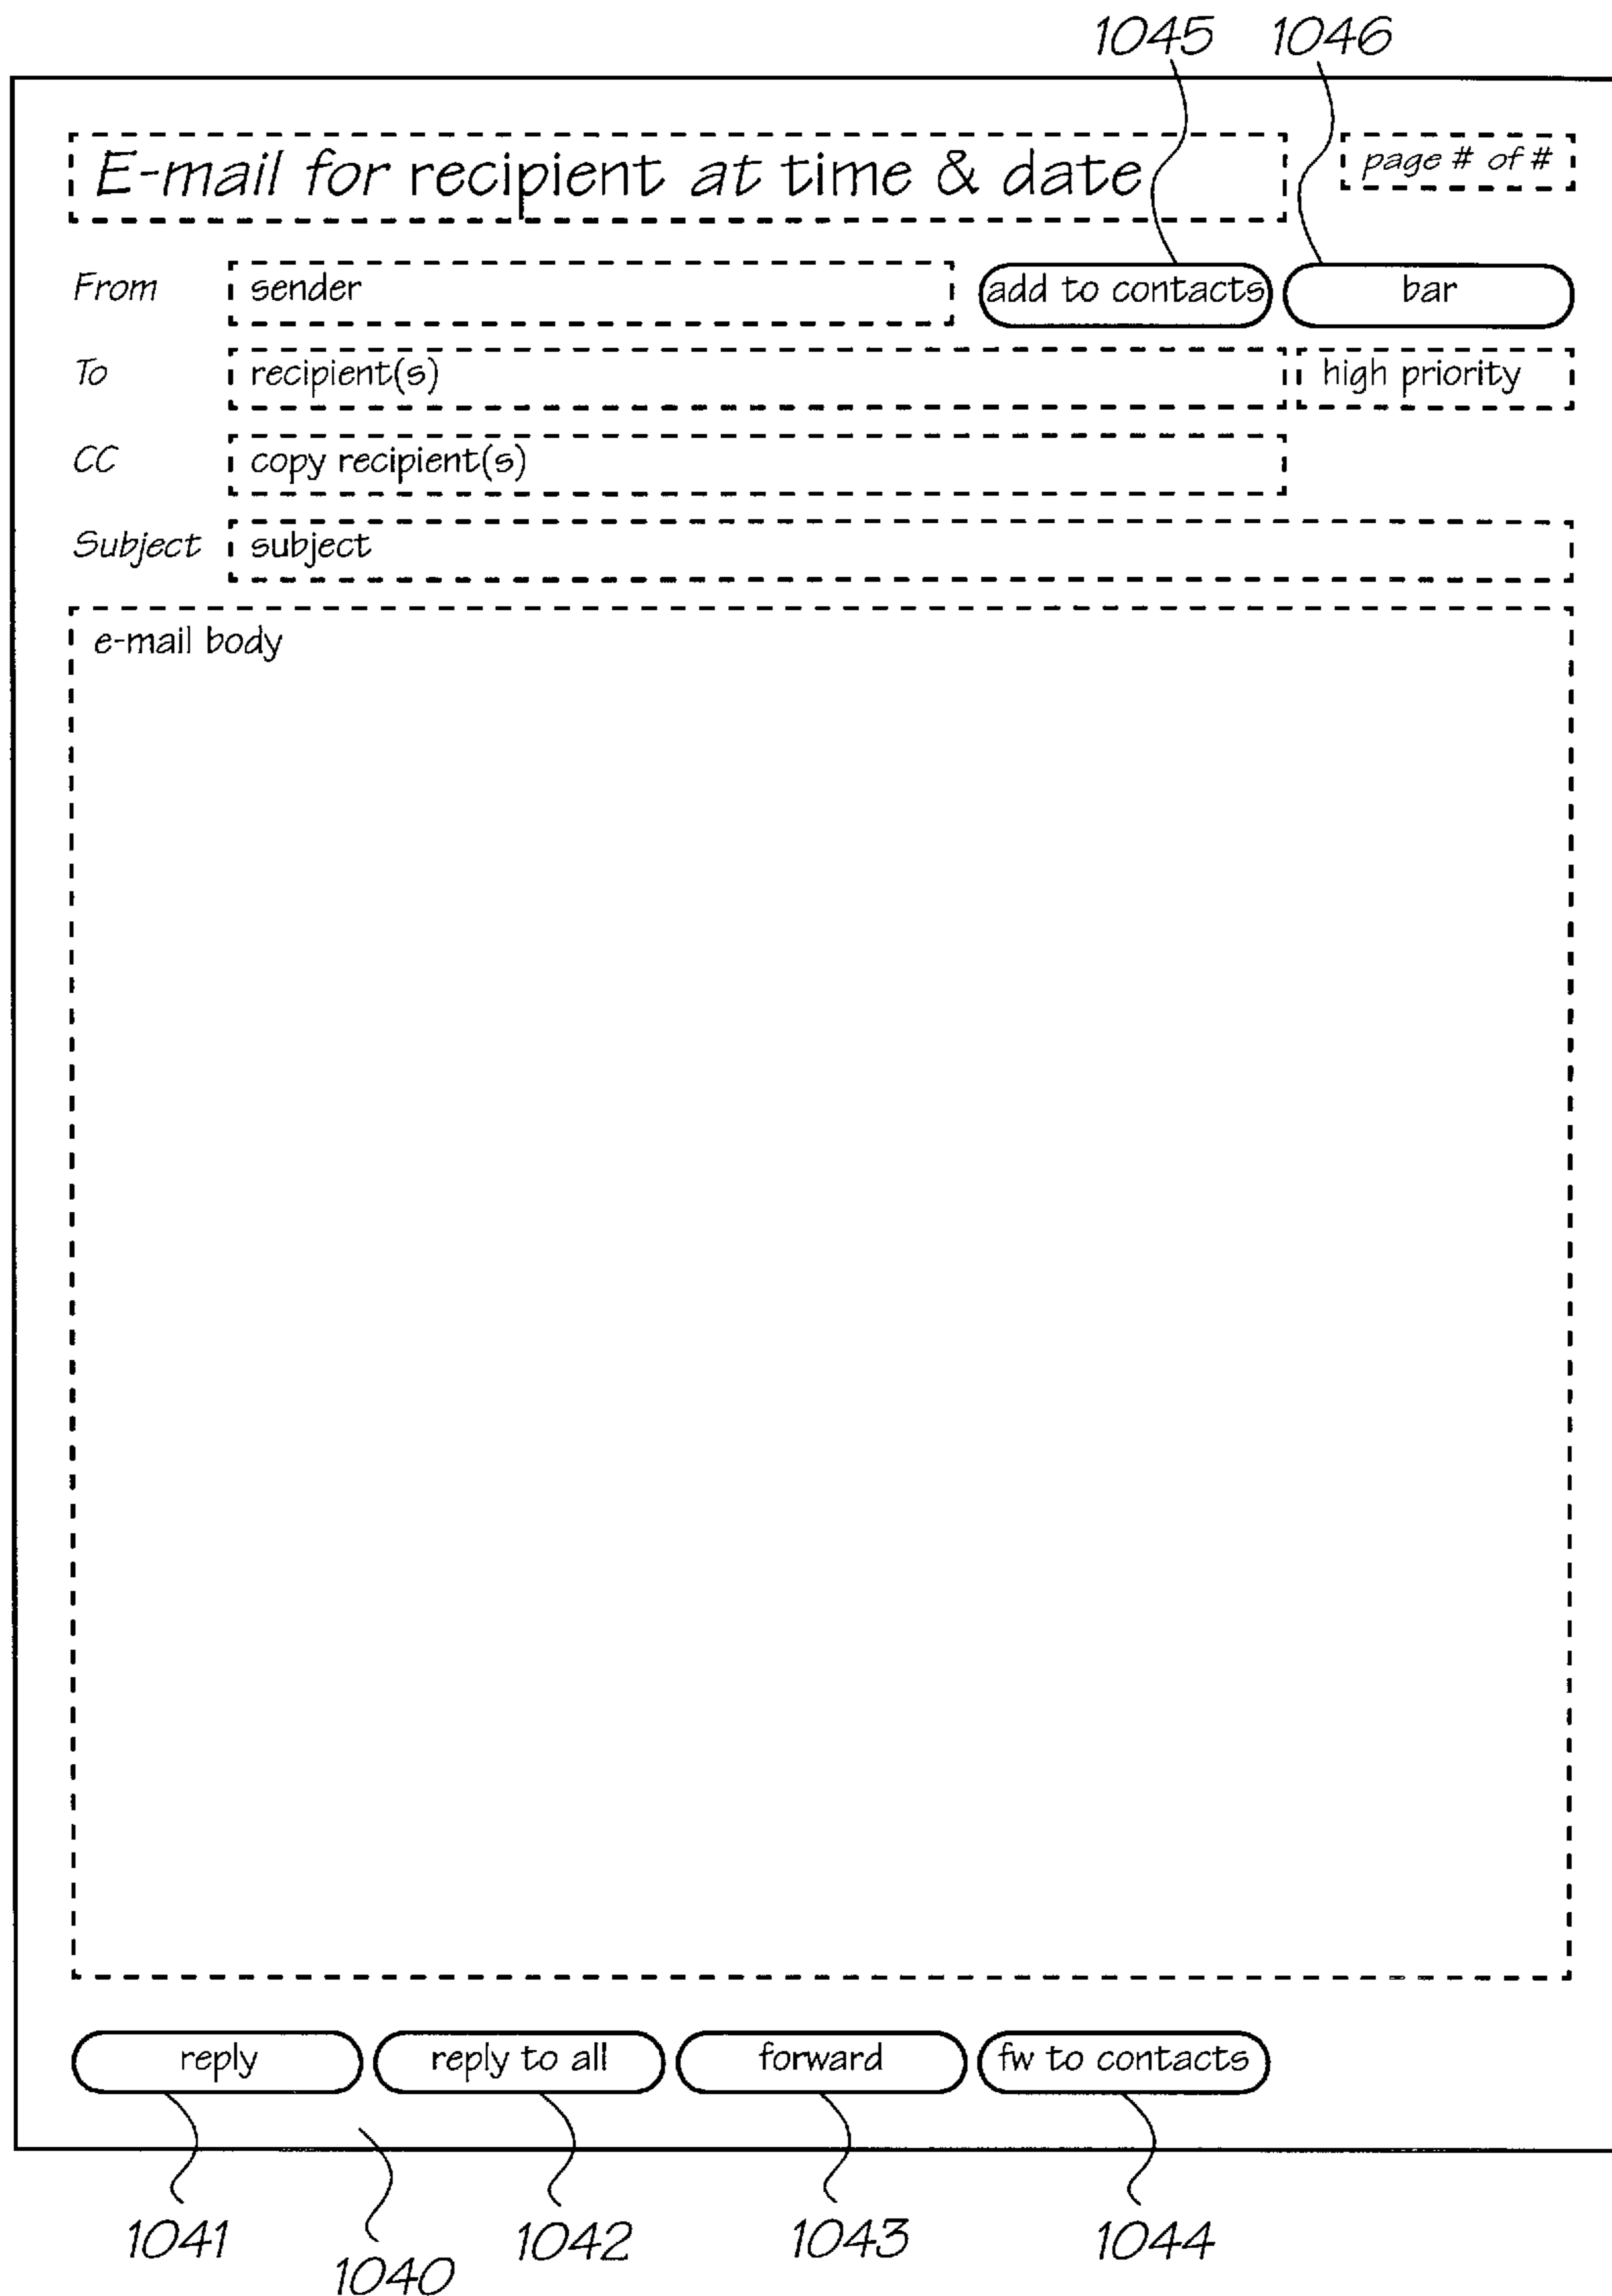 1045 1046
E-mail for recipient at time & date page # of #
From sender add to contacts bar
To recipient(s) high priority
CC copy recipient(s)
Subject subject
e-mail body
reply reply to all forward fw to contacts
1041 1042 1043 1044
1040